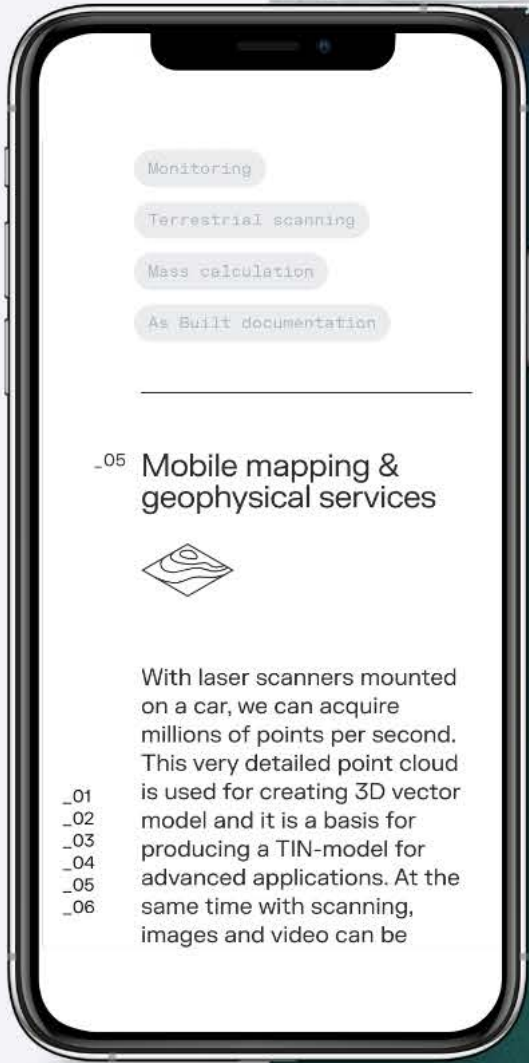 Monitoring
Terrestrial scanning
Mass calculation
As Built documentation
_05
Mobile mapping &
geophysical services
With laser scanners mounted
on a car, we can acquire
millions of points per second.
This very detailed point cloud
is used for creating 3D vector
model and it is a basis for
producing a TIN-model for
advanced applications. At the
same time with scanning,
images and video can be
_01
_02
_03
_04
_05
_06